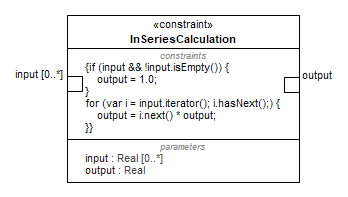 «constraint»
InSeriesCalculation
constraints
{if (input && !input.isEmpty()) {
output = 1.0;
}
for (var i = input.iterator(); i.hasNext();) {
output = i.next() * output;
}}
input [0..*]
output
parameters
input : Real [0..*]
output : Real